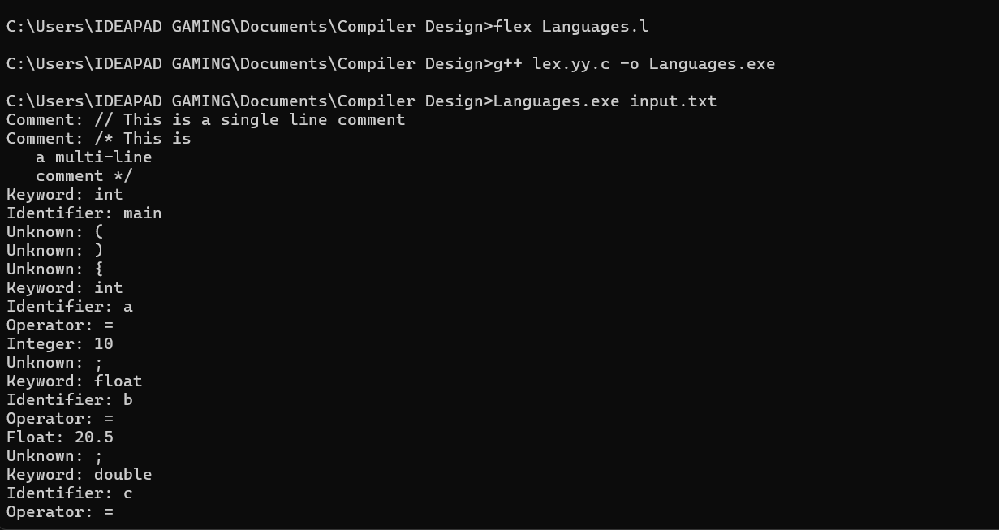 C:\Users\IDEAPAD GAMING\Documents\Compiler Design>flex Languages.l
C:\Users\IDEAPAD GAMING\Documents\Compiler Design>g++ lex.yy.c -o Languages.exe
C:\Users\IDEAPAD GAMING\Documents\Compiler Design>Languages.exe input.txt
Comment: // This is a single line comment
Comment: /* This is
   a multi-line
   comment */
Keyword: int
Identifier: main
Unknown: (
Unknown: )
Unknown: {
Keyword: int
Identifier: a
Operator: =
Integer: 10
Unknown: ;
Keyword: float
Identifier: b
Operator: =
Float: 20.5
Unknown: ;
Keyword: double
Identifier: c
Operator: =